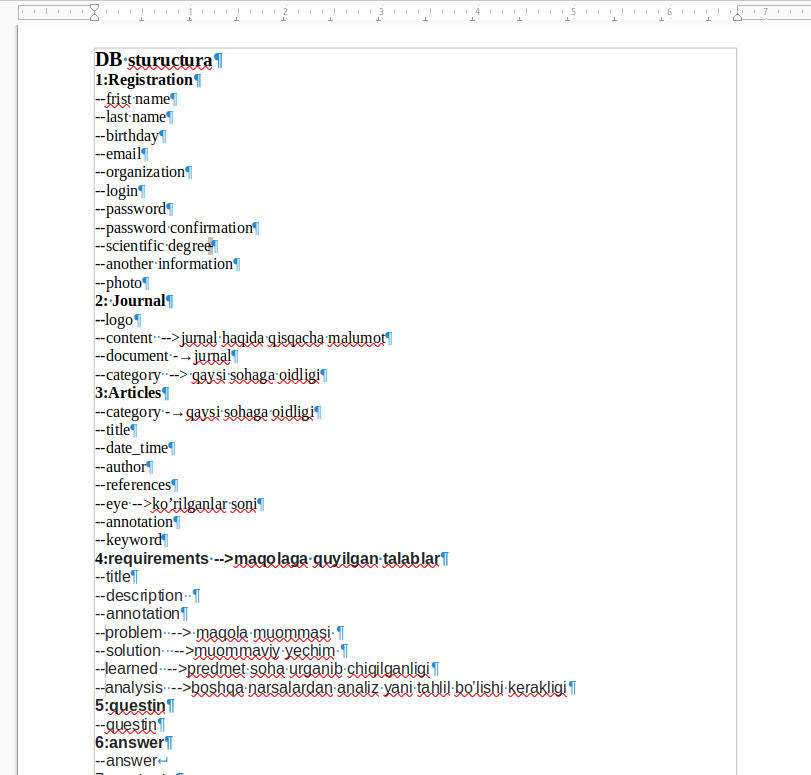 1 2 3 4 5 6 7
DB stuructura¶
1:Registration¶
--frist name¶
--last name¶
--birthday¶
--email¶
--organization¶
--login¶
--password¶
--password confirmation¶
--scientific degree¶
--another information¶
--photo¶
2: Journal¶
--logo¶
--content -->jurnal haqida qisqacha malumot¶
--document -→jurnal¶
--category --> qaysi sohaga oidligi¶
3:Articles¶
--category -→qaysi sohaga oidligi¶
--title¶
--date_time¶
--author¶
--references¶
--eye -->ko’rilganlar soni¶
--annotation¶
--keyword¶
4:requirements -->maqolaga quyilgan talablar¶
--title¶
--description ¶
--annotation¶
--problem --> maqola muommasi ¶
--solution -->muommaviy yechim ¶
--learned -->predmet soha urganib chiqilganligi¶
--analysis -->boshqa narsalardan analiz yani tahlil bo’lishi kerakligi¶
5:questin¶
--questin¶
6:answer¶
--answer↵